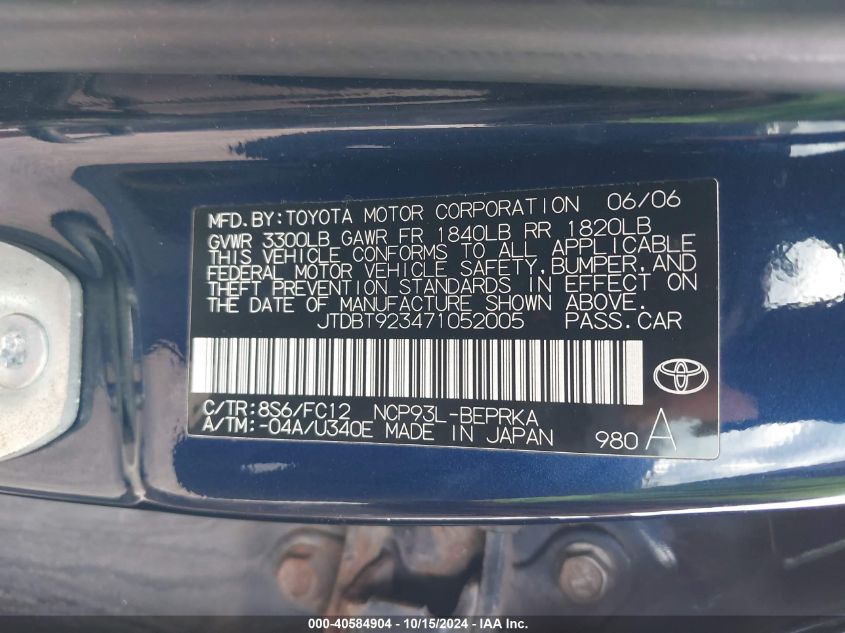 MFD. BY: TOYOTA MOTOR CORPORATION 06/06
GVWR 3300LB GAWR FR 1840LB RR 1820LB
THIS VEHICLE CONFORMS TO ALL APPLICABLE
FEDERAL MOTOR VEHICLE SAFETY, BUMPER, AND
THEFT PREVENTION STANDARDS IN EFFECT ON
THE DATE OF MANUFACTURE SHOWN ABOVE.
JTDBT923471052005 PASS. CAR
C/TR: 8S6/FC12 NCP93L-BEPRKA
A/TM: -04A/U340E MADE IN JAPAN 980 A
000-40584904 - 10/15/2024 - IAA Inc.